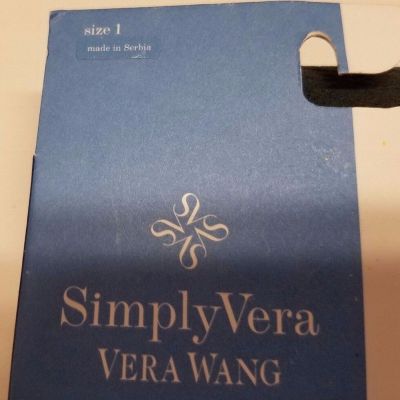 size 1
made in Serbia
SimplyVera
VERA WANG